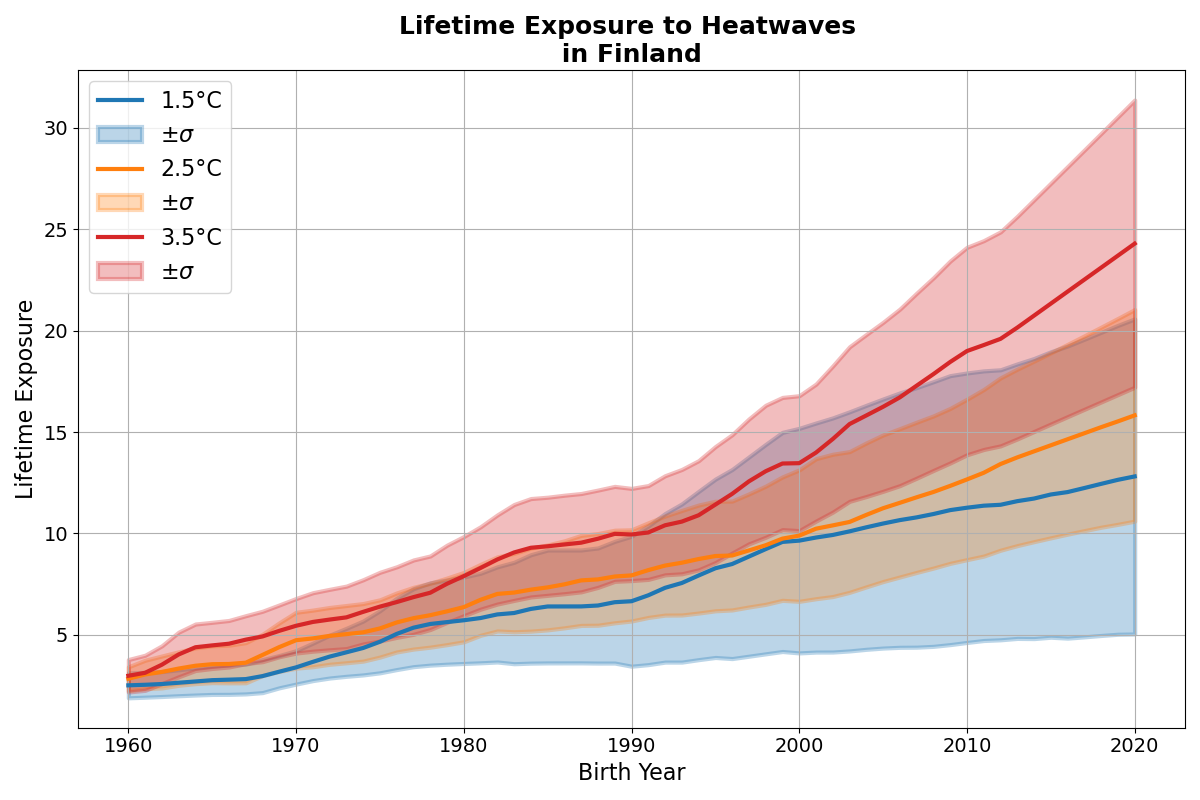 Lifetime Exposure to Heatwaves
in Finland
1.5°C
±σ
2.5°C
±σ
3.5°C
±σ
Lifetime Exposure
30
25
20
15
10
5
1960 1970 1980 1990 2000 2010 2020
Birth Year